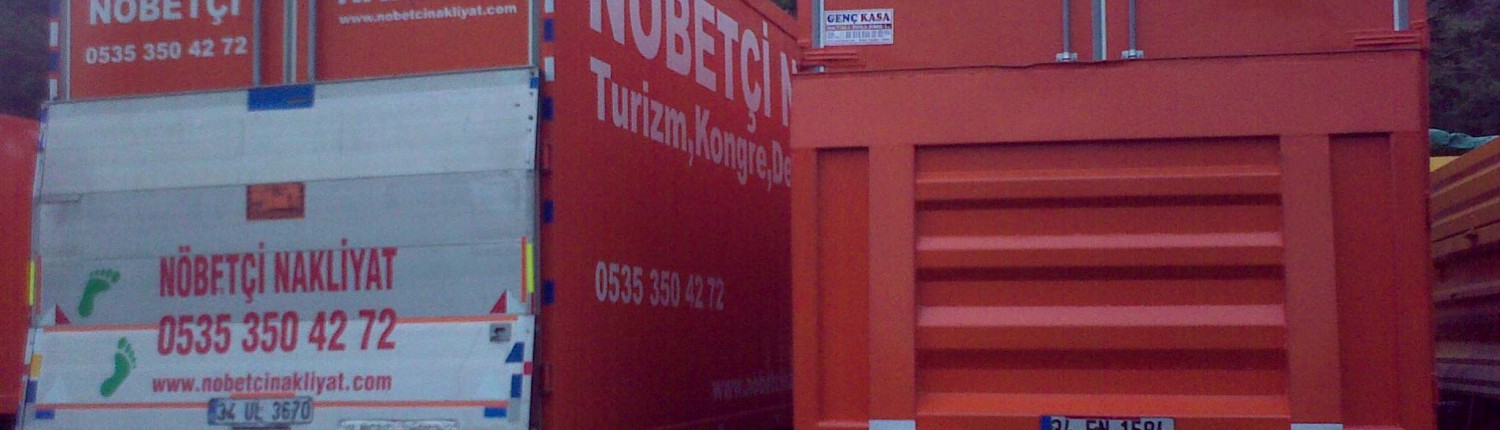 NÖBETÇİ
0535 350 42 72
www.nobetcinakliyat.com
NÖBETÇİ NAKLİYAT
0535 350 42 72
www.nobetcinakliyat.com
34 UL 3670
NÖBETÇİ N
Turizm,Kongre,De
0535 350 42 72
GENÇ KASA